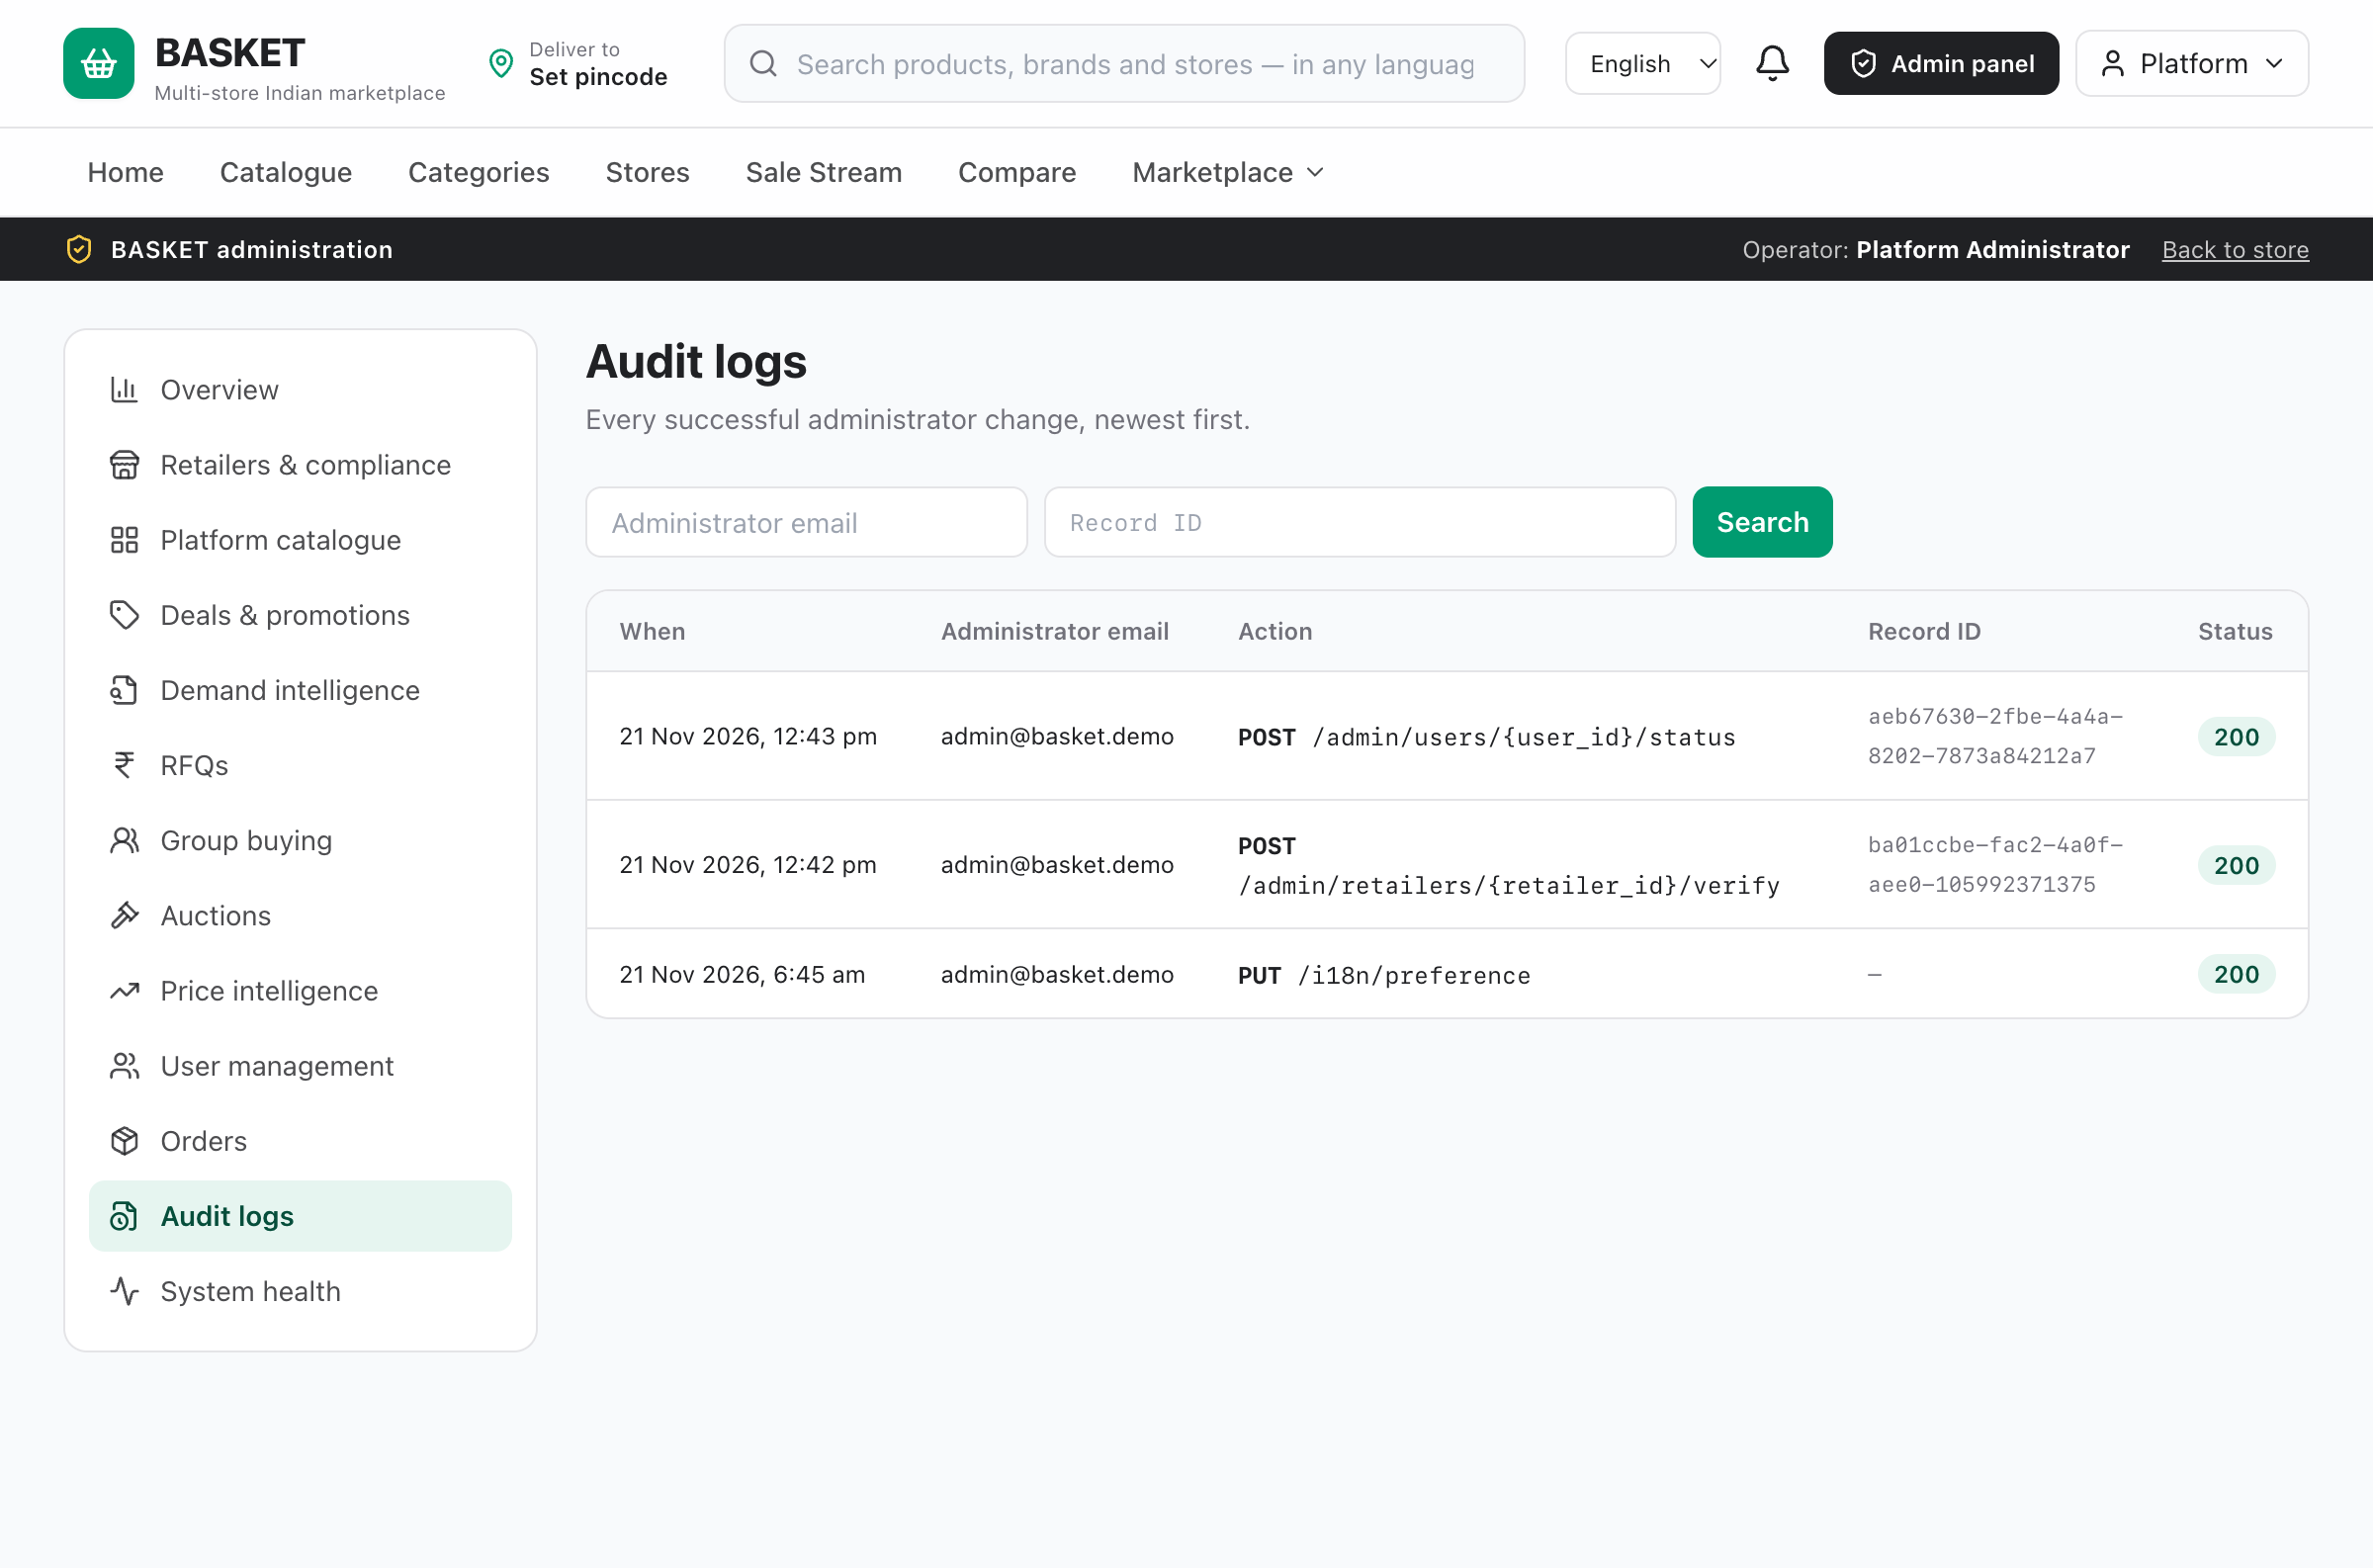 BASKET
Multi-store Indian marketplace
Deliver to
Set pincode
Search products, brands and stores — in any languag
English
Admin panel
Platform
Home
Catalogue
Categories
Stores
Sale Stream
Compare
Marketplace
BASKET administration
Operator: Platform Administrator
Back to store
Overview
Retailers & compliance
Platform catalogue
Deals & promotions
Demand intelligence
RFQs
Group buying
Auctions
Price intelligence
User management
Orders
Audit logs
System health
Audit logs
Every successful administrator change, newest first.
Administrator email
Record ID
Search
When
Administrator email
Action
Record ID
Status
21 Nov 2026, 12:43 pm
admin@basket.demo
POST /admin/users/{user_id}/status
aeb67630-2fbe-4a4a-
8202-7873a84212a7
200
21 Nov 2026, 12:42 pm
admin@basket.demo
POST
/admin/retailers/{retailer_id}/verify
ba01ccbe-fac2-4a0f-
aee0-105992371375
200
21 Nov 2026, 6:45 am
admin@basket.demo
PUT /i18n/preference
—
200